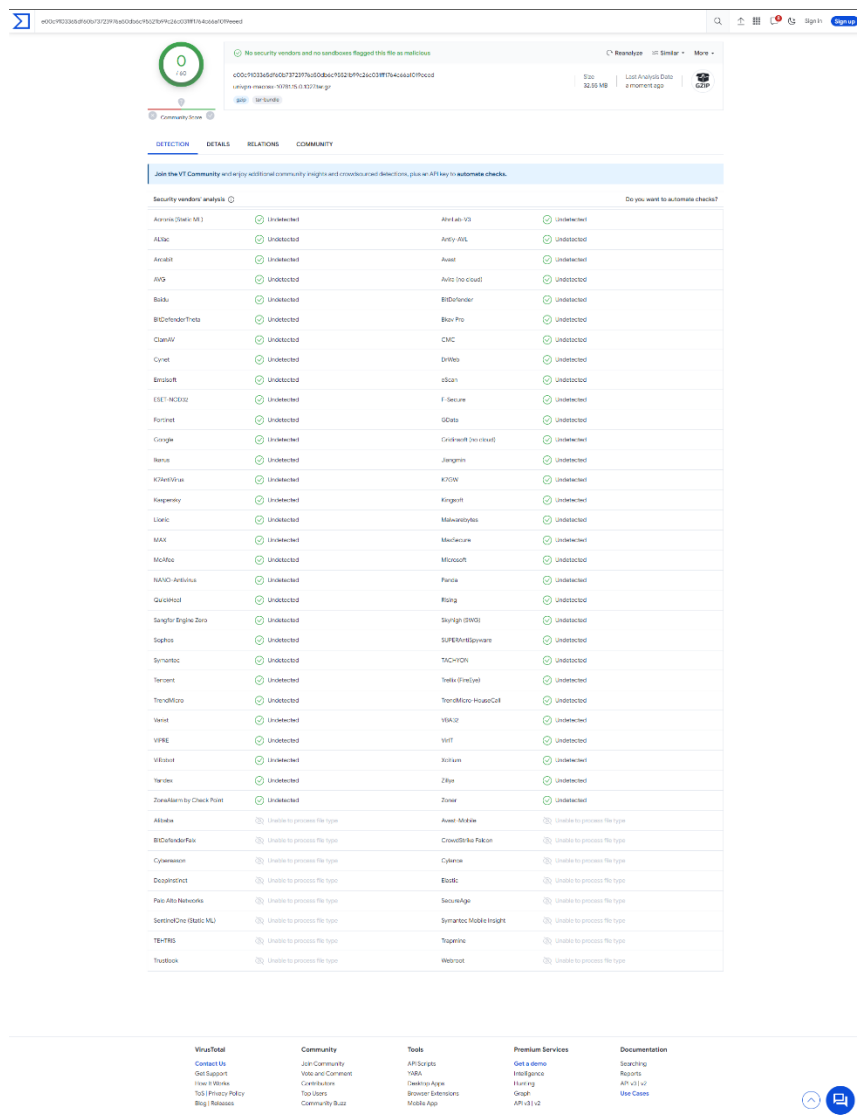 Sign in
Sign up
0
/ 60
Community Score
No security vendors and no sandboxes flagged this file as malicious
Reanalyze
Similar
More
gzip
Size
32.55 MB
Last Analysis Date
a moment ago
GZIP
DETECTION
DETAILS
RELATIONS
COMMUNITY
Join the VT Community and enjoy additional community insights and crowdsourced detections, plus an API key to automate checks.
Security vendors' analysis
Do you want to automate checks?
Acronis (Static ML)
Undetected
AhnLab-V3
Undetected
ALYac
Undetected
Antiy-AVL
Undetected
Arcabit
Undetected
Avast
Undetected
AVG
Undetected
Avira (no cloud)
Undetected
Baidu
Undetected
BitDefender
Undetected
BitDefenderTheta
Undetected
Bkav Pro
Undetected
ClamAV
Undetected
CMC
Undetected
Cynet
Undetected
DrWeb
Undetected
Emsisoft
Undetected
eScan
Undetected
ESET-NOD32
Undetected
F-Secure
Undetected
Fortinet
Undetected
GData
Undetected
Google
Undetected
Gridinsoft (no cloud)
Undetected
Ikarus
Undetected
Jiangmin
Undetected
K7AntiVirus
Undetected
K7GW
Undetected
Kaspersky
Undetected
Kingsoft
Undetected
Lionic
Undetected
Malwarebytes
Undetected
MAX
Undetected
MaxSecure
Undetected
McAfee
Undetected
Microsoft
Undetected
NANO-Antivirus
Undetected
Panda
Undetected
QuickHeal
Undetected
Rising
Undetected
Sangfor Engine Zero
Undetected
Skyhigh (SWG)
Undetected
Sophos
Undetected
SUPERAntiSpyware
Undetected
Symantec
Undetected
TACHYON
Undetected
Tencent
Undetected
Trellix (FireEye)
Undetected
TrendMicro
Undetected
TrendMicro-HouseCall
Undetected
Varist
Undetected
VBA32
Undetected
VIPRE
Undetected
VirIT
Undetected
ViRobot
Undetected
Xcitium
Undetected
Yandex
Undetected
Zillya
Undetected
ZoneAlarm by Check Point
Undetected
Zoner
Undetected
Alibaba
Unable to process file type
Avast-Mobile
Unable to process file type
BitDefenderFalx
Unable to process file type
CrowdStrike Falcon
Unable to process file type
Cybereason
Unable to process file type
Cylance
Unable to process file type
DeepInstinct
Unable to process file type
Elastic
Unable to process file type
Palo Alto Networks
Unable to process file type
SecureAge
Unable to process file type
SentinelOne (Static ML)
Unable to process file type
Symantec Mobile Insight
Unable to process file type
TEHTRIS
Unable to process file type
Trapmine
Unable to process file type
Trustlook
Unable to process file type
Webroot
Unable to process file type
VirusTotal
Contact Us
Get Support
How It Works
ToS | Privacy Policy
Blog | Releases
Community
Join Community
Vote and Comment
Contributors
Top Users
Community Buzz
Tools
API Scripts
YARA
Desktop Apps
Browser Extensions
Mobile App
Premium Services
Get a demo
Intelligence
Hunting
Graph
API v3 | v2
Documentation
Searching
Reports
API v3 | v2
Use Cases